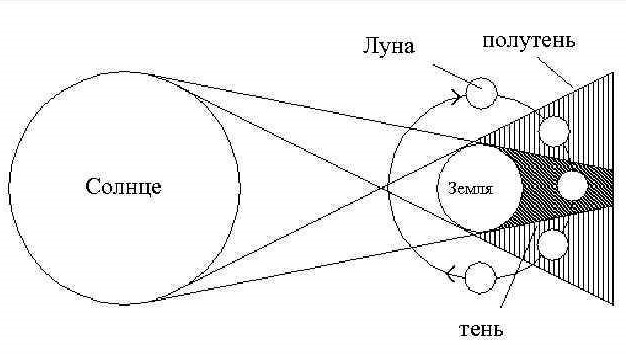 Луна
полутень
Солнце
Земля
тень